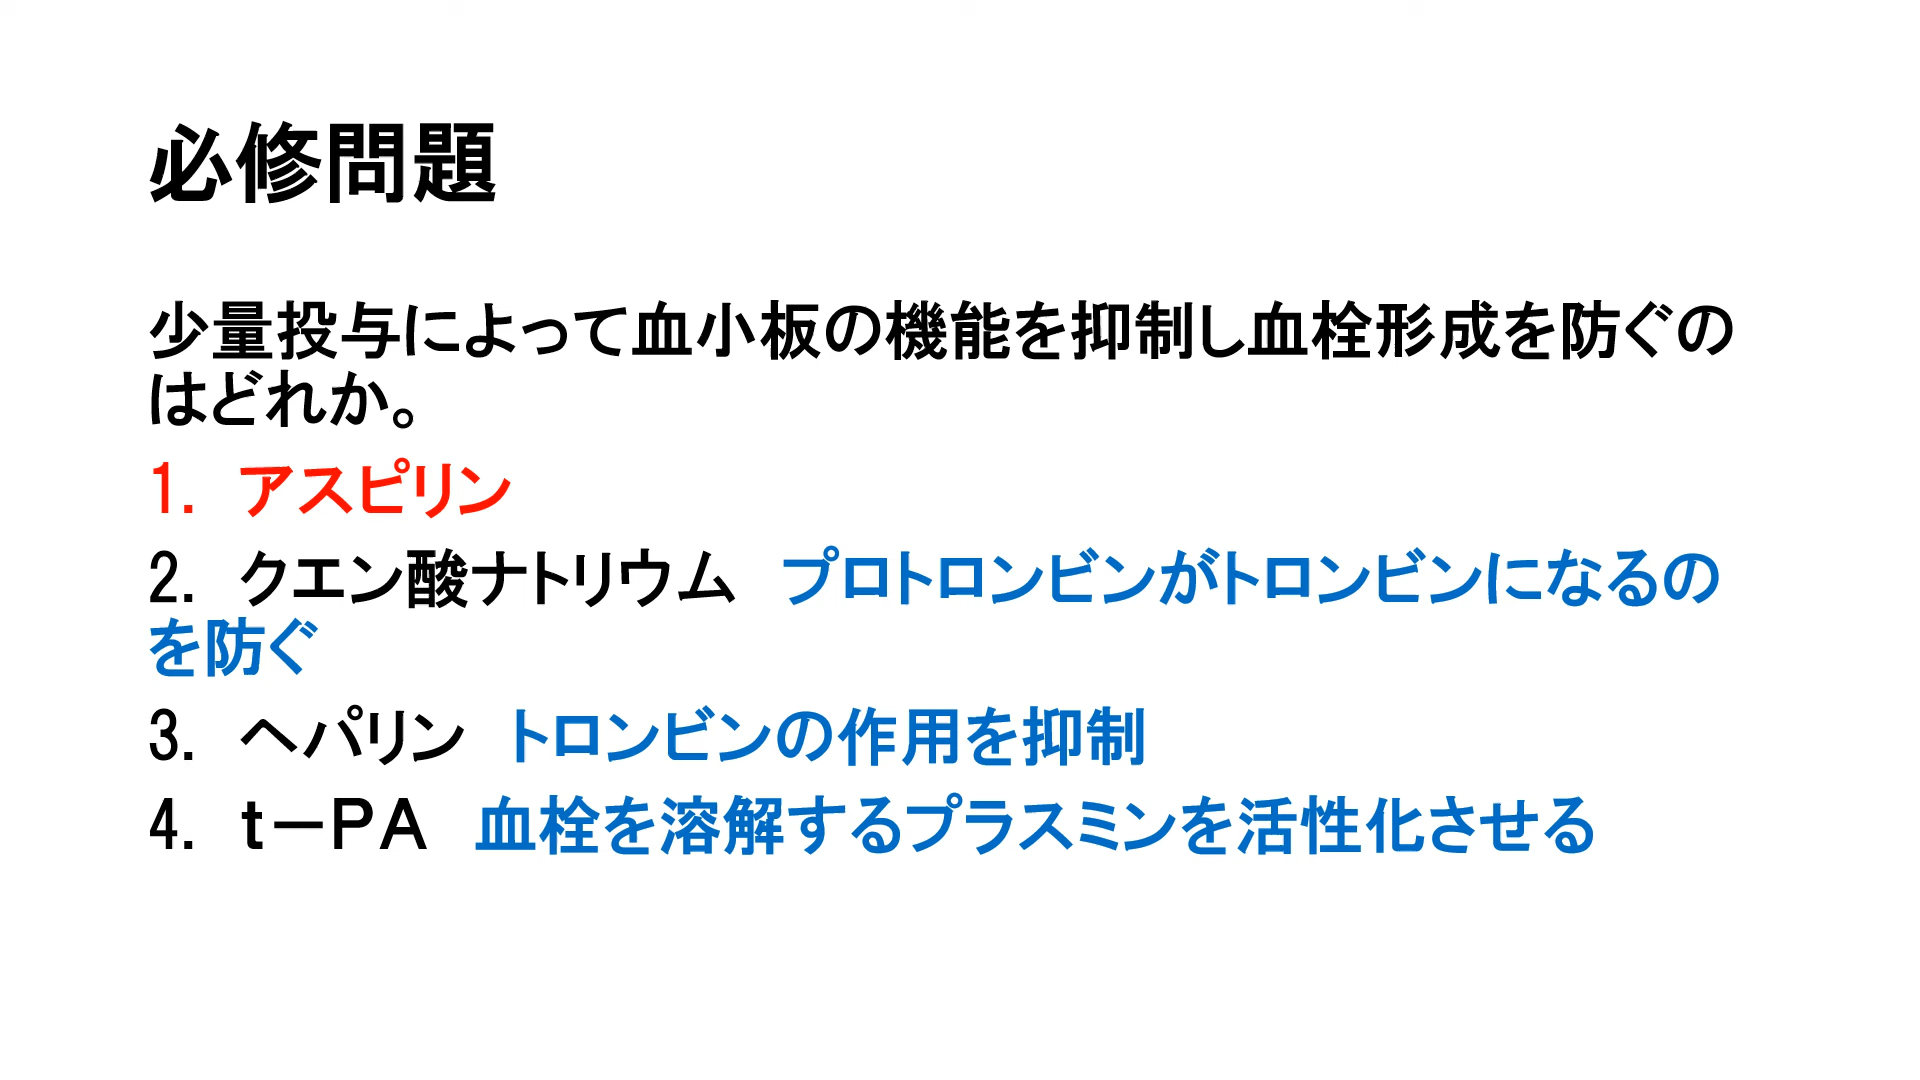 必修問題
少量投与によって血小板の機能を抑制し血栓形成を防ぐの
はどれか。
1. アスピリン
2. クエン酸ナトリウム　プロトロンビンがトロンビンになるの
を防ぐ
3. ヘパリン　トロンビンの作用を抑制
4. ｔ－ＰＡ　血栓を溶解するプラスミンを活性化させる